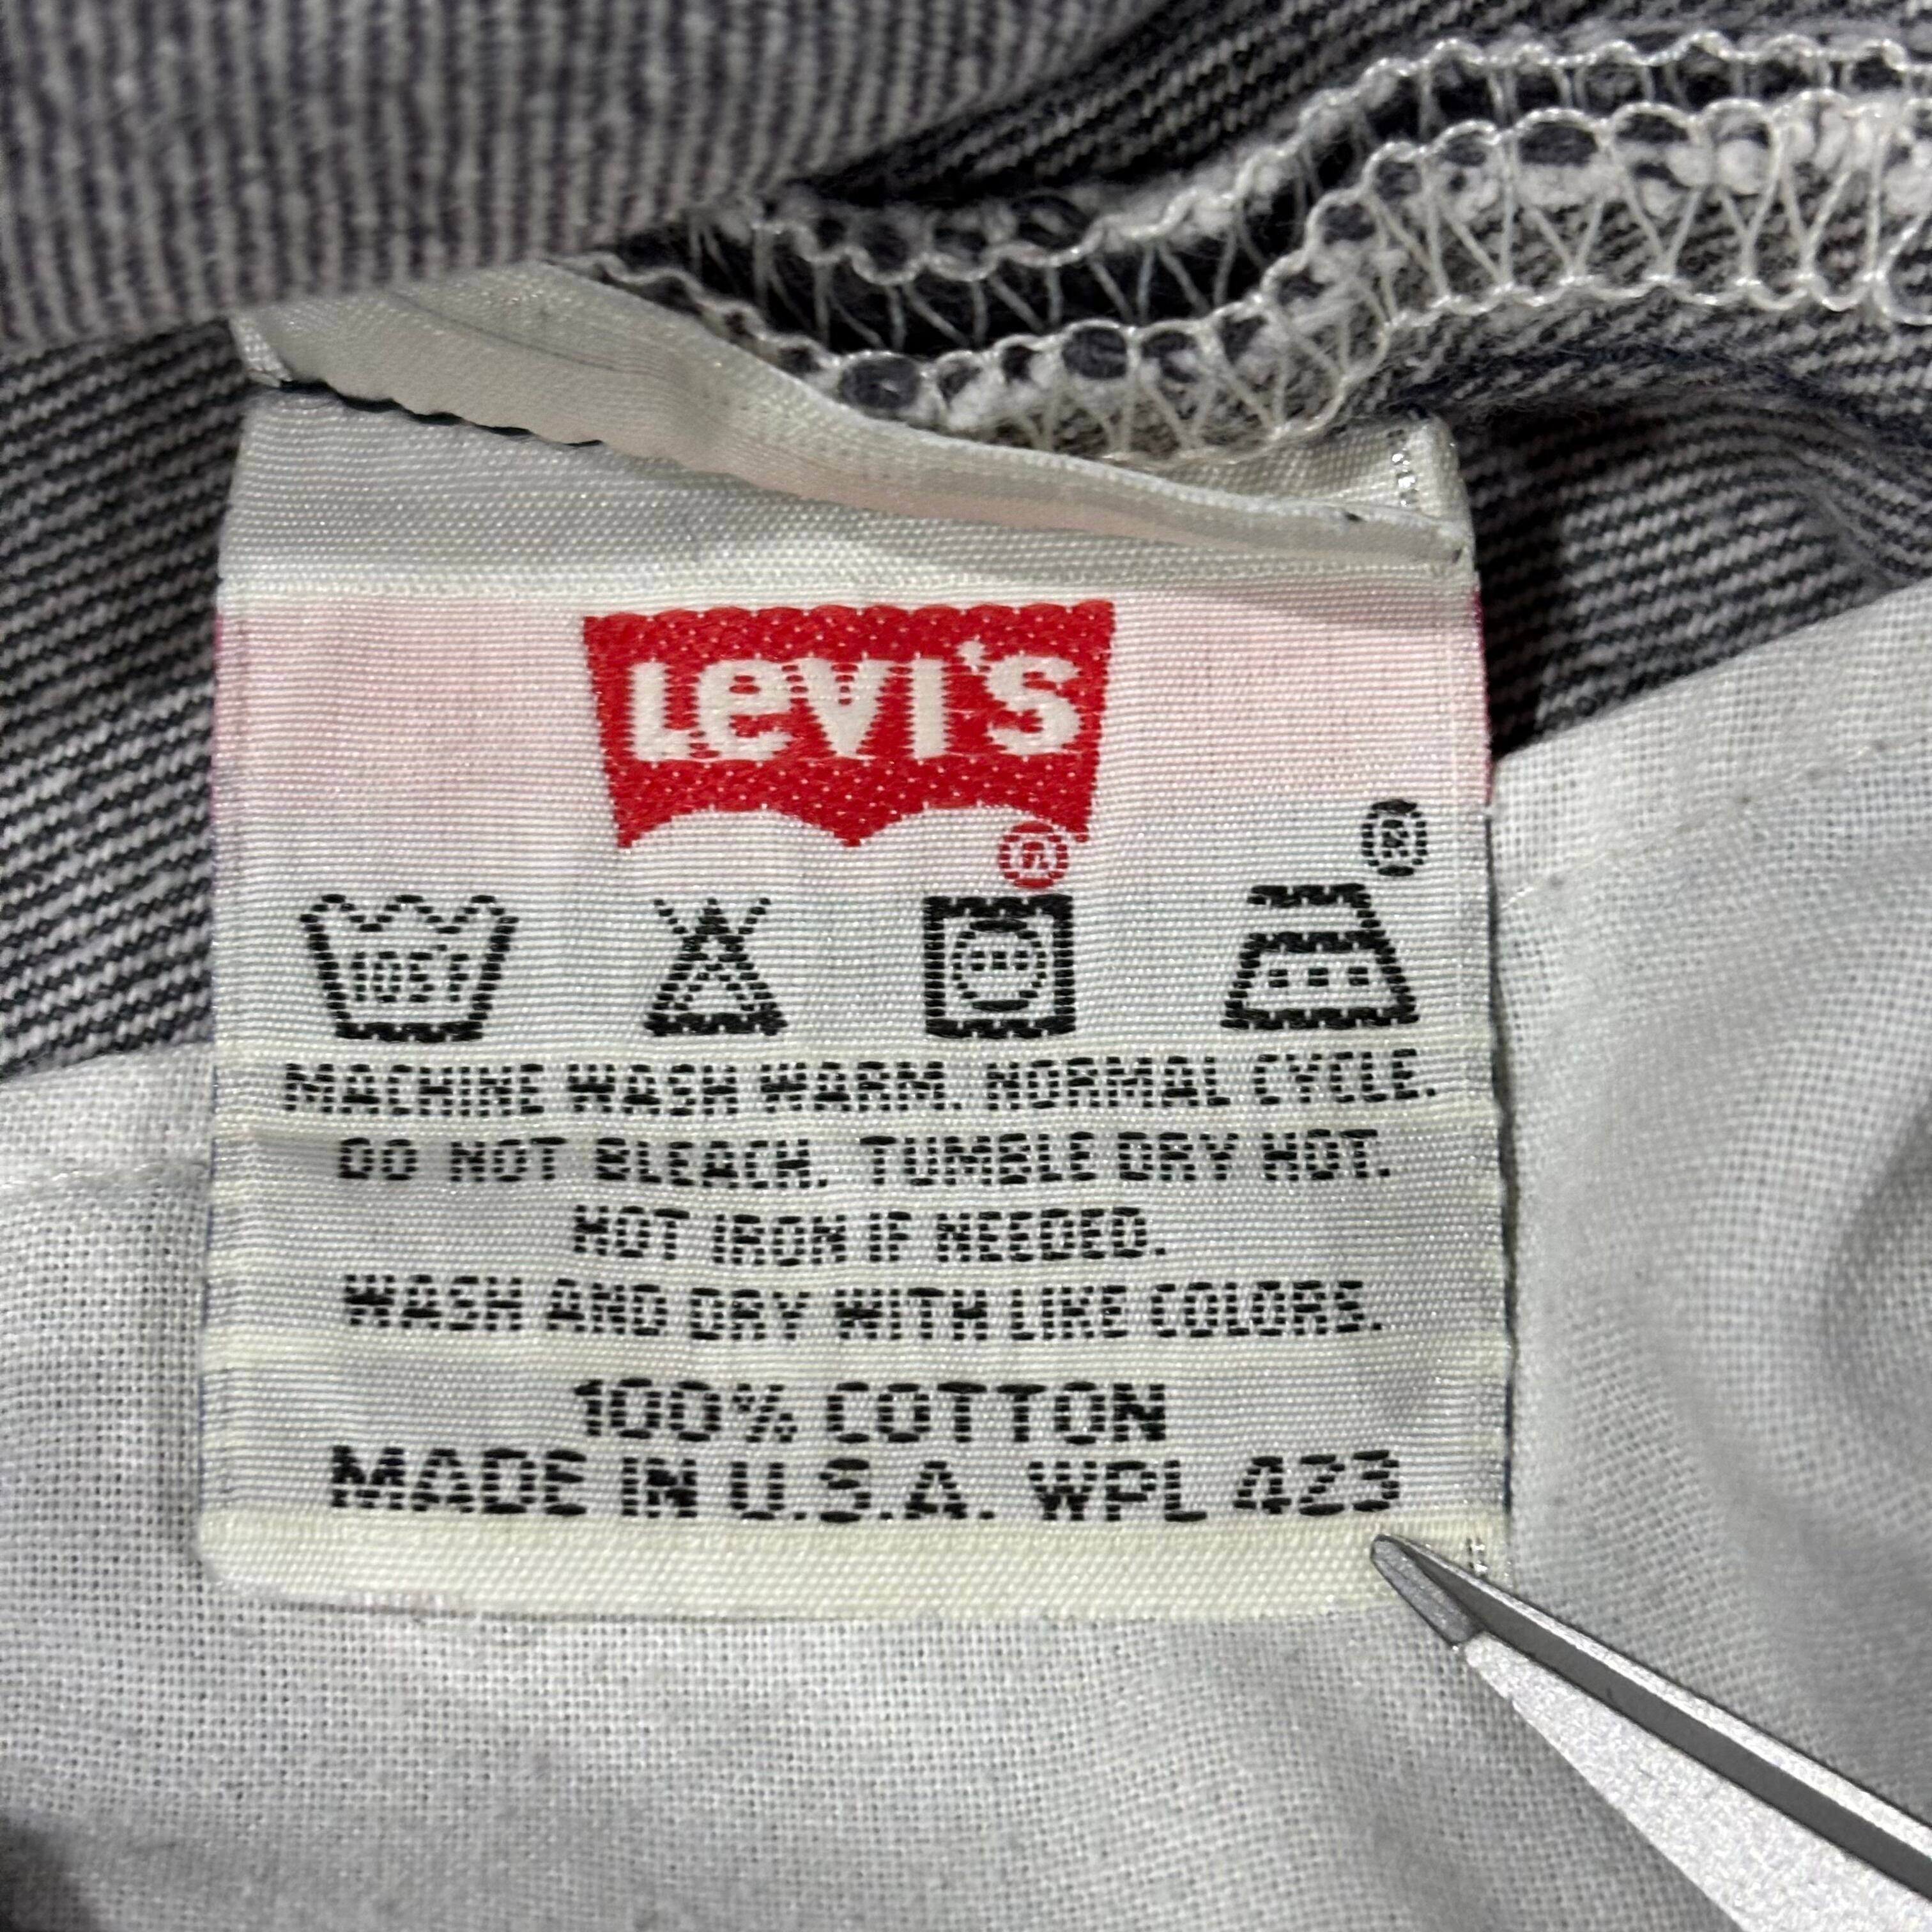 Levi's
®
®
105°F
MACHINE WASH WARM. NORMAL CYCLE.
DO NOT BLEACH. TUMBLE DRY HOT.
HOT IRON IF NEEDED.
WASH AND DRY WITH LIKE COLORS.
100% COTTON
MADE IN U.S.A. WPL 423